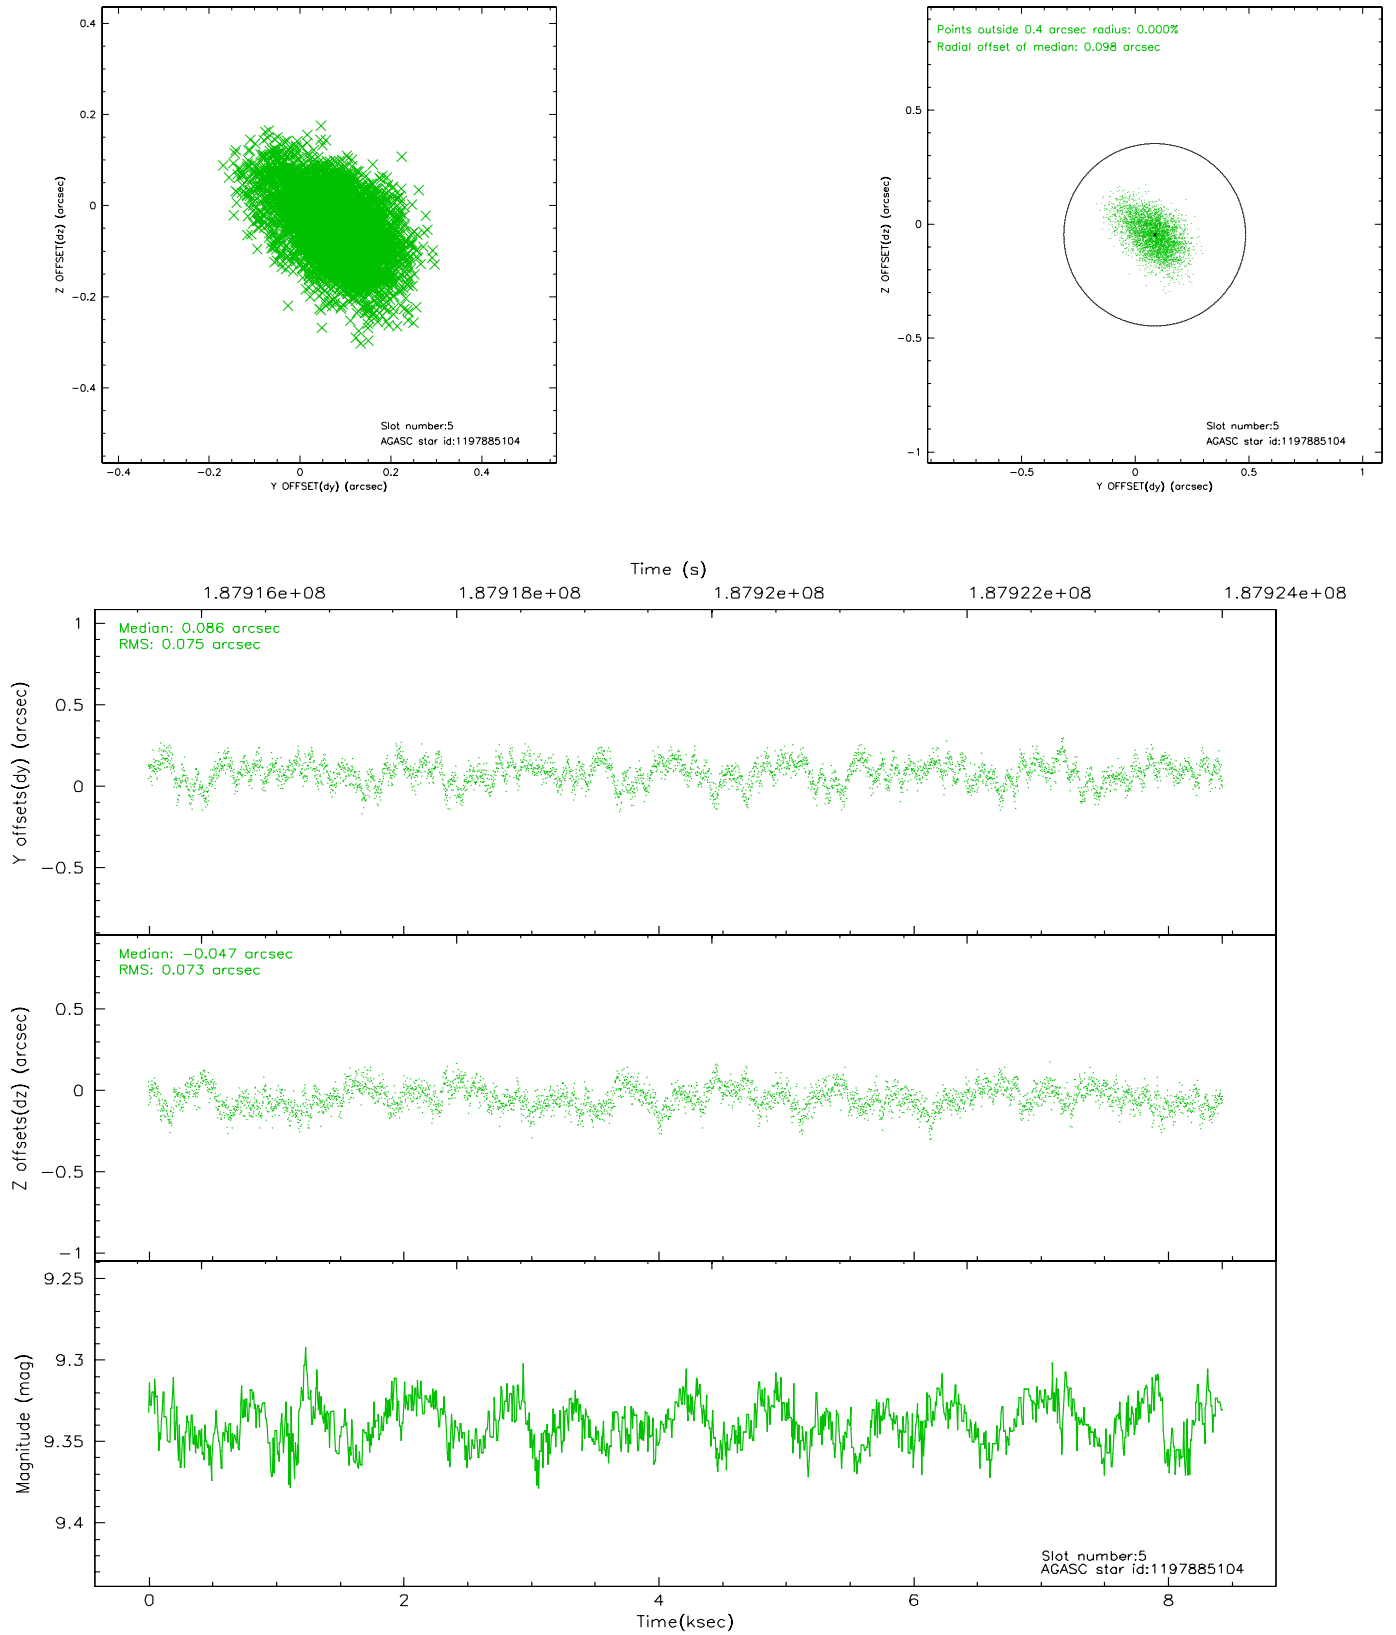 0.4
0.2
0
-0.2
-0.4
Z OFFSET(dz) (arcsec)
Slot number:5
AGASC star id:1197885104
-0.4 -0.2 0 0.2 0.4
Y OFFSET(dy) (arcsec)
Points outside 0.4 arcsec radius: 0.000%
Radial offset of median: 0.098 arcsec
0.5
0
-0.5
-1
Z OFFSET(dz) (arcsec)
Slot number:5
AGASC star id:1197885104
-0.5 0 0.5 1
Y OFFSET(dy) (arcsec)
Time (s)
1.87916e+08 1.87918e+08 1.8792e+08 1.87922e+08 1.87924e+08
Median: 0.086 arcsec
RMS: 0.075 arcsec
1
0.5
0
-0.5
Y offsets(dy) (arcsec)
Median: -0.047 arcsec
RMS: 0.073 arcsec
0.5
0
-0.5
-1
Z offsets(dz) (arcsec)
9.25
9.3
9.35
9.4
Magnitude (mag)
Slot number:5
AGASC star id:1197885104
0 2 4 6 8
Time(ksec)